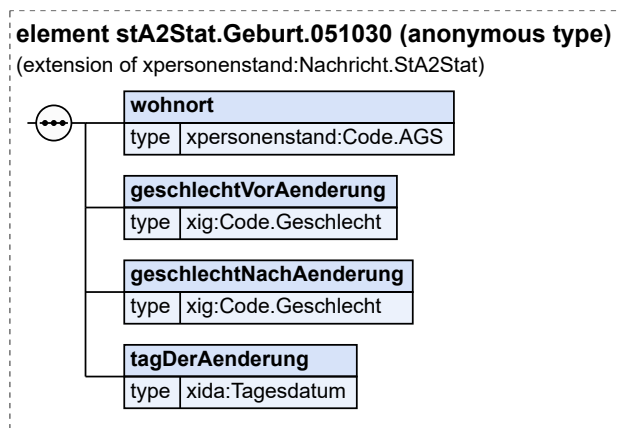 element stA2Stat.Geburt.051030 (anonymous type)
(extension of xpersonenstand:Nachricht.StA2Stat)
wohnort
type xpersonenstand:Code.AGS
geschlechtVorAenderung
type xig:Code.Geschlecht
geschlechtNachAenderung
type xig:Code.Geschlecht
tagDerAenderung
type xida:Tagesdatum